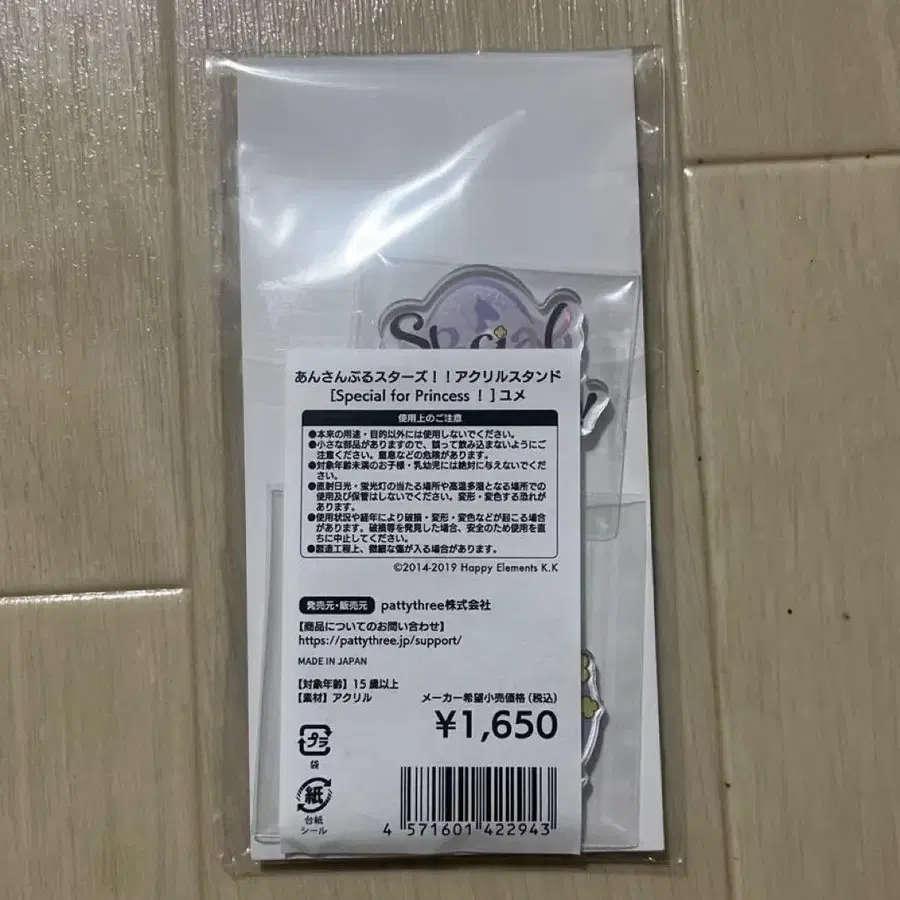 Special
あんさんぶるスターズ！！アクリルスタンド
［Special for Princess！］ユメ
使用上のご注意
●本来の用途・目的以外には使用しないでください。
●小さな部品がありますので、誤って飲み込まないようにご
注意ください。窒息などの危険があります。
●対象年齢未満のお子様・乳幼児には絶対に与えないでくだ
さい。
●直射日光・蛍光灯の当たる場所や高温多湿となる場所での
使用及び保管はしないでください。変形・変色する恐れが
あります。
●使用状況や経年により破損・変形・変色などが起こる場合
があります。破損等を発見した場合、安全のため使用を直
ちに中止してください。
●製造工程上、微細な傷が入る場合があります。
©2014-2019 Happy Elements K.K
発売元・販売元 pattythree株式会社
【商品についてのお問い合わせ】
https://pattythree.jp/support/
MADE IN JAPAN
【対象年齢】15歳以上
【素材】アクリル
メーカー希望小売価格（税込）
¥1,650
プラ
袋
紙
台紙
シール
4 571601 422943